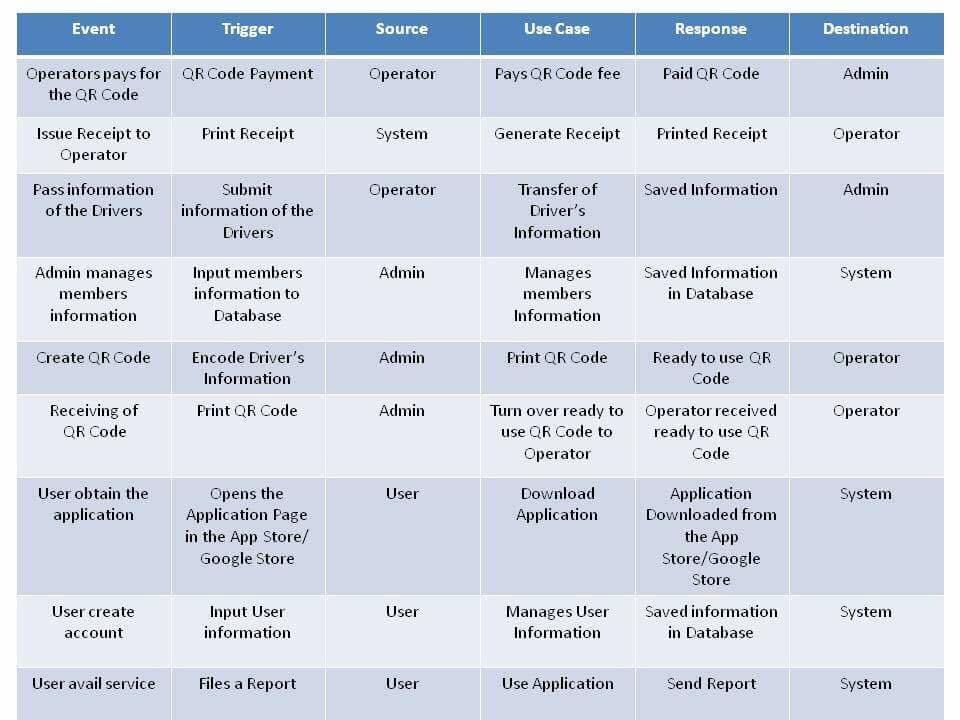 Event Trigger Source Use Case Response Destination
Operators pays for QR Code Payment Operator Pays QR Code fee Paid QR Code Admin
the QR Code
Issue Receipt to Print Receipt System Generate Receipt Printed Receipt Operator
Operator
Pass information Submit Operator Transfer of Saved Information Admin
of the Drivers information of the Driver’s
Drivers Information
Admin manages Input members Admin Manages Saved Information System
members information to members in Database
information Database Information
Create QR Code Encode Driver’s Admin Print QR Code Ready to use QR Operator
Information Code
Receiving of Print QR Code Admin Turn over ready to Operator received Operator
QR Code use QR Code to ready to use QR
Operator Code
User obtain the Opens the User Download Application System
application Application Page Application Downloaded from
in the App Store/ the App
Google Store Store/Google
Store
User create Input User User Manages User Saved information System
account information Information in Database
User avail service Files a Report User Use Application Send Report System